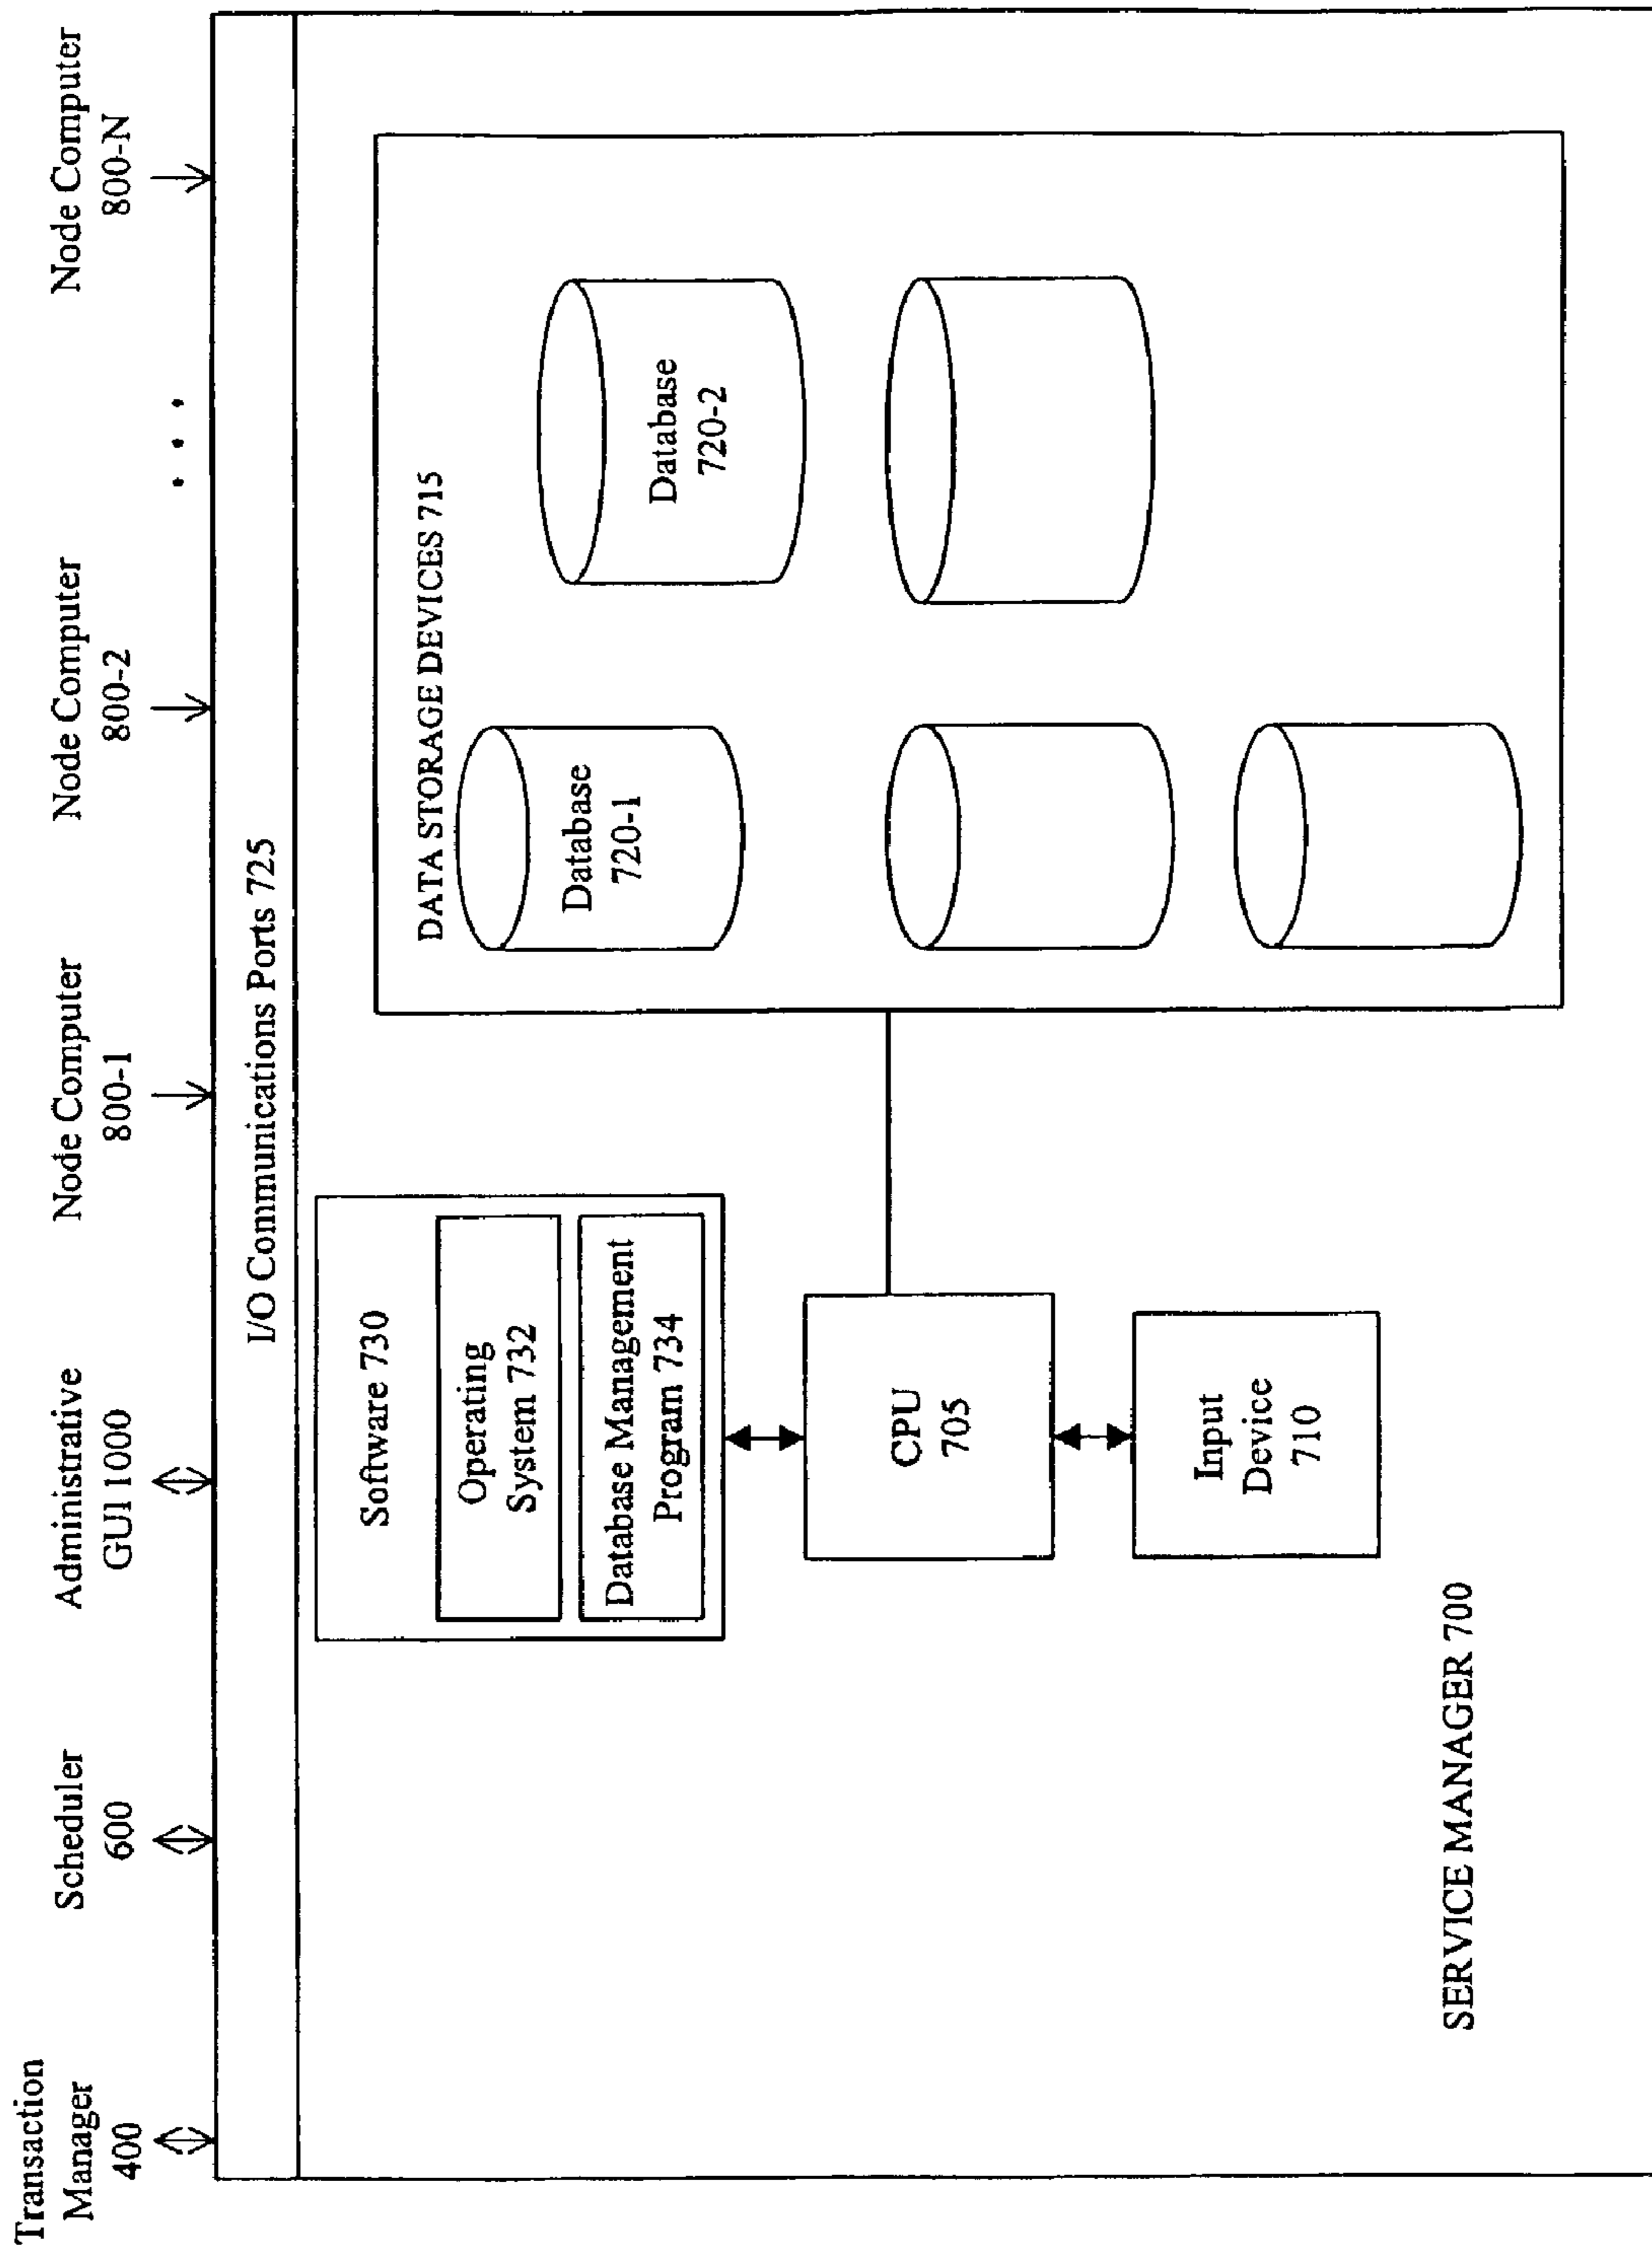 Transaction
Manager
400
Scheduler
600
Administrative
GUI 1000
Node Computer
800-1
Node Computer
800-2
. . .
Node Computer
800-N
I/O Communications Ports 725
Software 730
Operating
System 732
Database Management
Program 734
CPU
705
Input
Device
710
DATA STORAGE DEVICES 715
Database
720-1
Database
720-2
SERVICE MANAGER 700